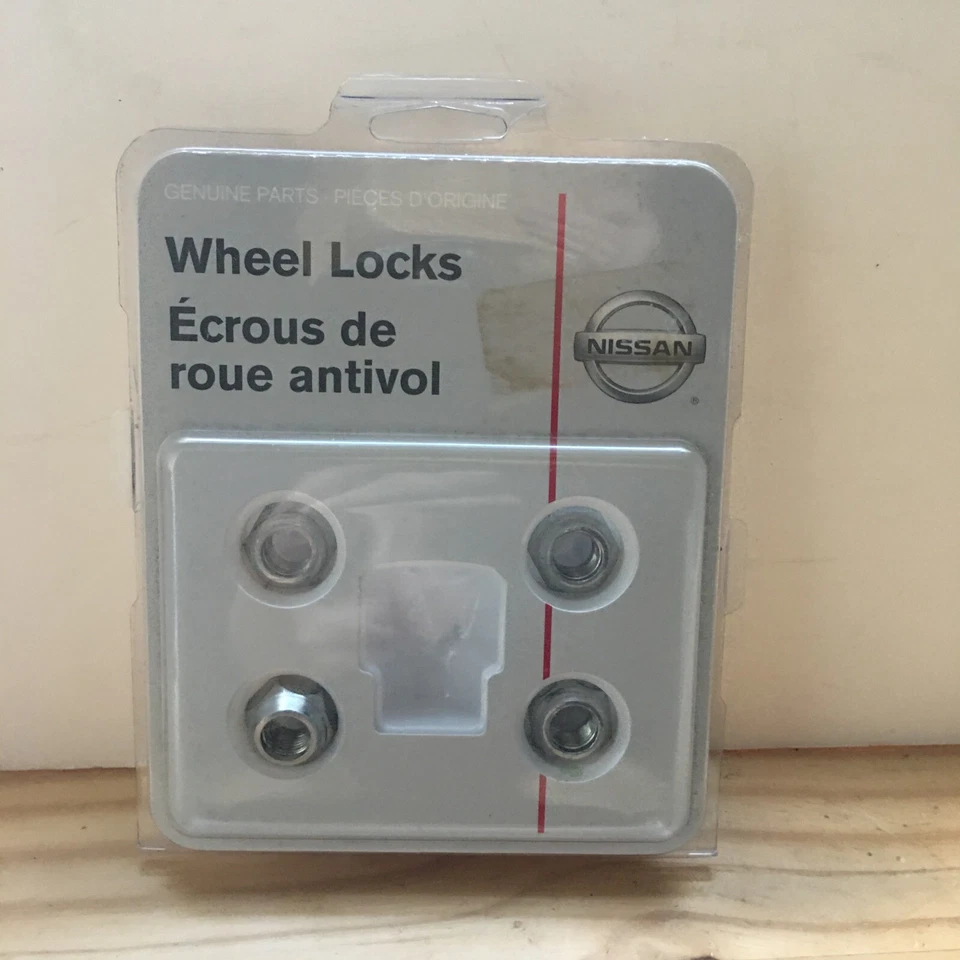 GENUINE PARTS · PIÈCES D'ORIGINE
Wheel Locks
Écrous de
roue antivol
NISSAN
®